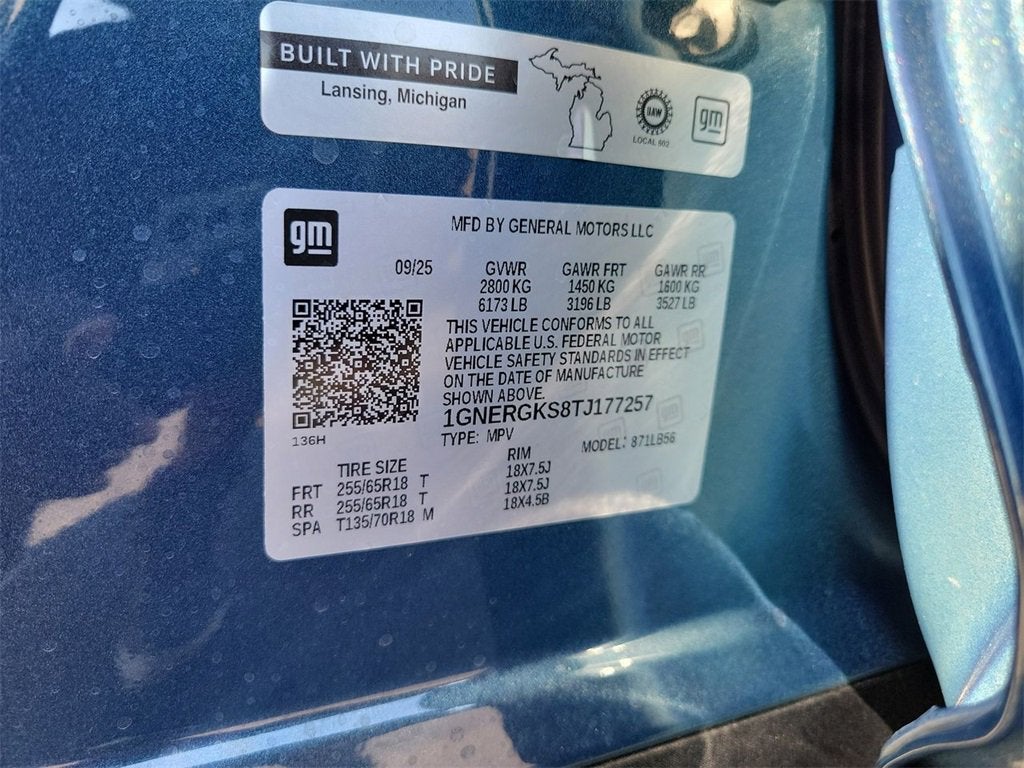 BUILT WITH PRIDE
Lansing, Michigan
UAW
LOCAL 602
gm
gm
MFD BY GENERAL MOTORS LLC
09/25 GVWR GAWR FRT GAWR RR
2800 KG 1450 KG 1600 KG
6173 LB 3196 LB 3527 LB
THIS VEHICLE CONFORMS TO ALL
APPLICABLE U.S. FEDERAL MOTOR
VEHICLE SAFETY STANDARDS IN EFFECT
ON THE DATE OF MANUFACTURE
SHOWN ABOVE.
1GNERGKS8TJ177257
136H
TYPE: MPV MODEL: 871LB56
TIRE SIZE RIM
FRT 255/65R18 T 18X7.5J
RR 255/65R18 T 18X7.5J
SPA T135/70R18 M 18X4.5B